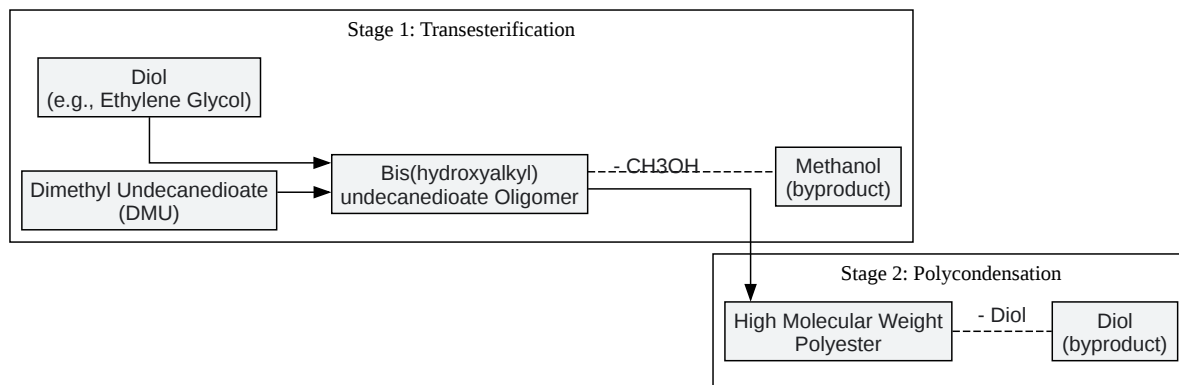 Stage 1: Transesterification
Diol
(e.g., Ethylene Glycol)
Dimethyl Undecanedioate
(DMU)
Bis(hydroxyalkyl)
undecanedioate Oligomer
- CH3OH
Methanol
(byproduct)
Stage 2: Polycondensation
High Molecular Weight
Polyester
- Diol
Diol
(byproduct)